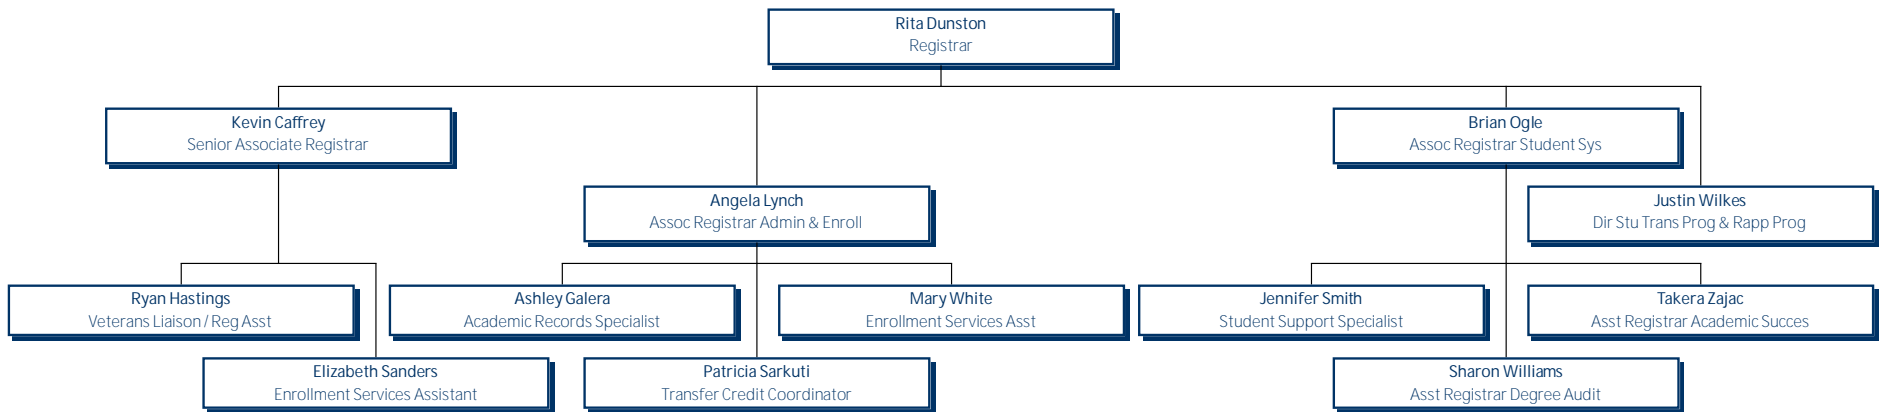 Rita Dunston
Registrar
Kevin Caffrey
Senior Associate Registrar
Brian Ogle
Assoc Registrar Student Sys
Angela Lynch
Assoc Registrar Admin & Enroll
Justin Wilkes
Dir Stu Trans Prog & Rapp Prog
Ryan Hastings
Veterans Liaison / Reg Asst
Ashley Galera
Academic Records Specialist
Mary White
Enrollment Services Asst
Jennifer Smith
Student Support Specialist
Takera Zajac
Asst Registrar Academic Succes
Elizabeth Sanders
Enrollment Services Assistant
Patricia Sarkuti
Transfer Credit Coordinator
Sharon Williams
Asst Registrar Degree Audit